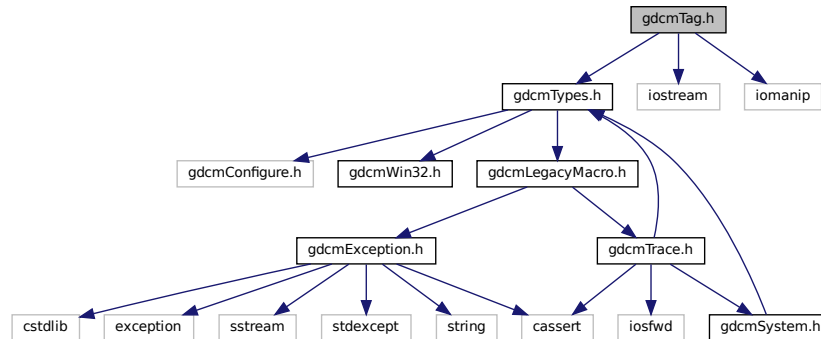 gdcmTag.h
gdcmTypes.h
iostream
iomanip
gdcmConfigure.h
gdcmWin32.h
gdcmLegacyMacro.h
gdcmException.h
gdcmTrace.h
cstdlib
exception
sstream
stdexcept
string
cassert
iosfwd
gdcmSystem.h